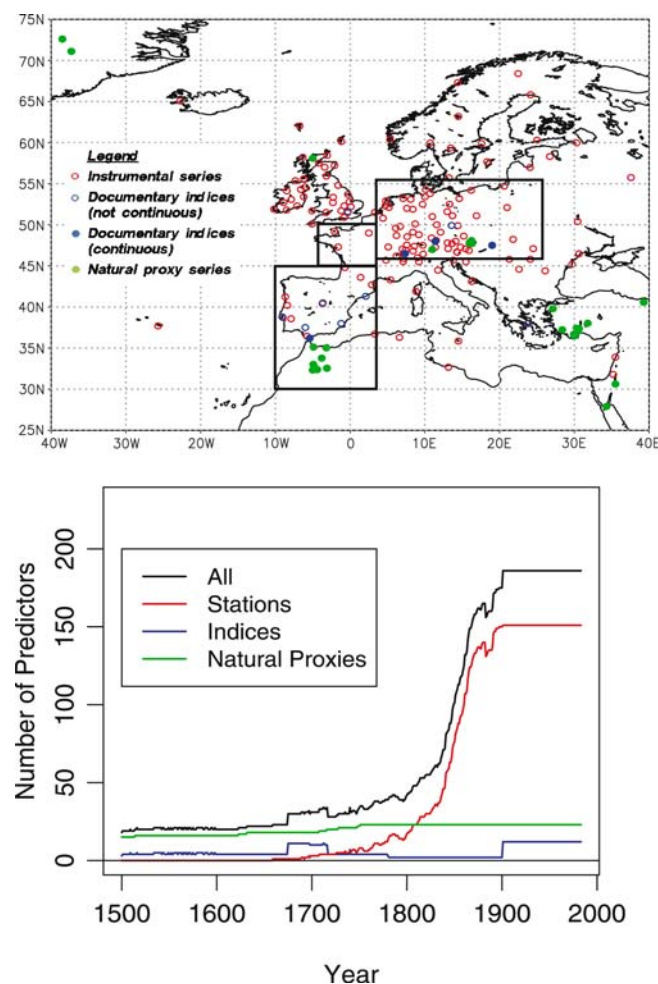 75N
70N
65N
60N
55N
50N
45N
40N
35N
30N
25N
Legend
Instrumental series
Documentary indices
(not continuous)
Documentary indices
(continuous)
Natural proxy series
40W 30W 20W 10W 0 10E 20E 30E 40E
Number of Predictors
200
150
100
50
0
All
Stations
Indices
Natural Proxies
1500 1600 1700 1800 1900 2000
Year